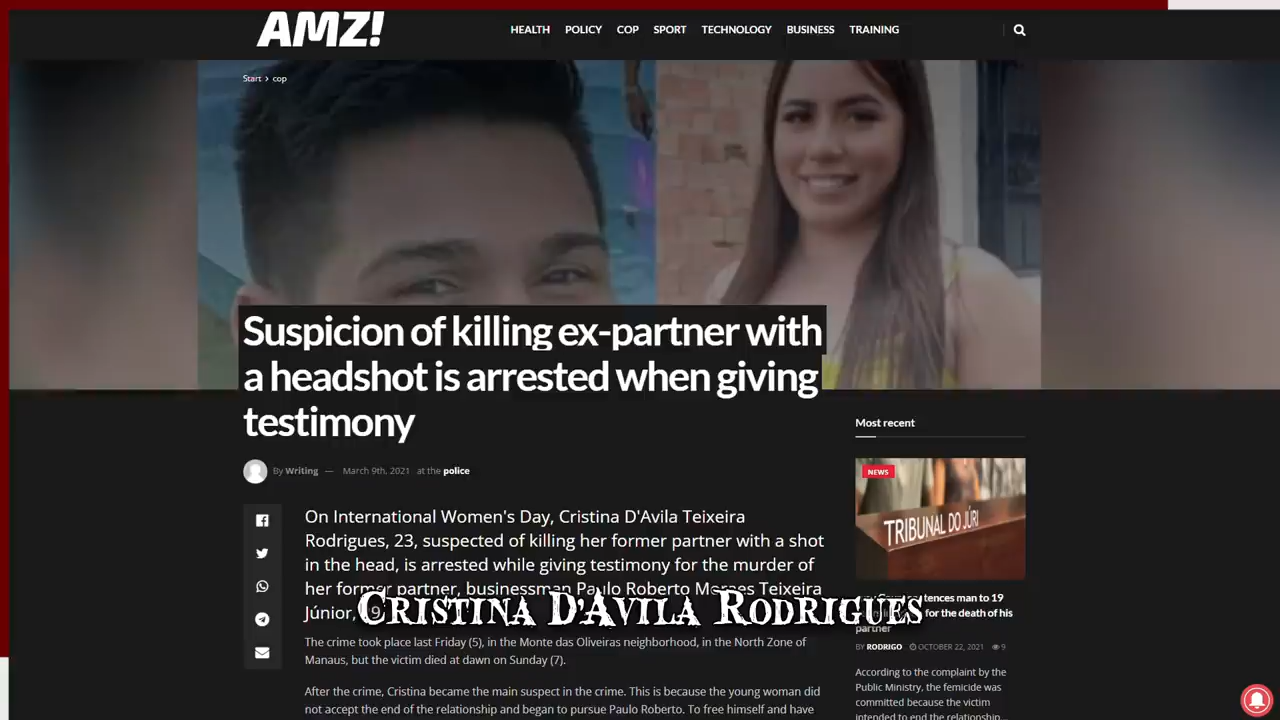 AMZ!
HEALTH POLICY COP SPORT TECHNOLOGY BUSINESS TRAINING
Start > cop
Suspicion of killing ex-partner with
a headshot is arrested when giving
testimony
By Writing — March 9th, 2021 at the police
On International Women's Day, Cristina D'Avila Teixeira
Rodrigues, 23, suspected of killing her former partner with a shot
in the head, is arrested while giving testimony for the murder of
her former partner, businessman Paulo Roberto Moraes Teixeira
Júnior,
CRISTINA D'AVILA RODRIGUES
The crime took place last Friday (5), in the Monte das Oliveiras neighborhood, in the North Zone of
Manaus, but the victim died at dawn on Sunday (7).
After the crime, Cristina became the main suspect in the crime. This is because the young woman did
not accept the end of the relationship and began to pursue Paulo Roberto. To free himself and have
Most recent
NEWS
TRIBUNAL DO JÚRI
man to 19
for the death of his
partner
BY RODRIGO OCTOBER 22, 2021 9
According to the complaint by the
Public Ministry, the femicide was
committed because the victim
intended to end the relationship...